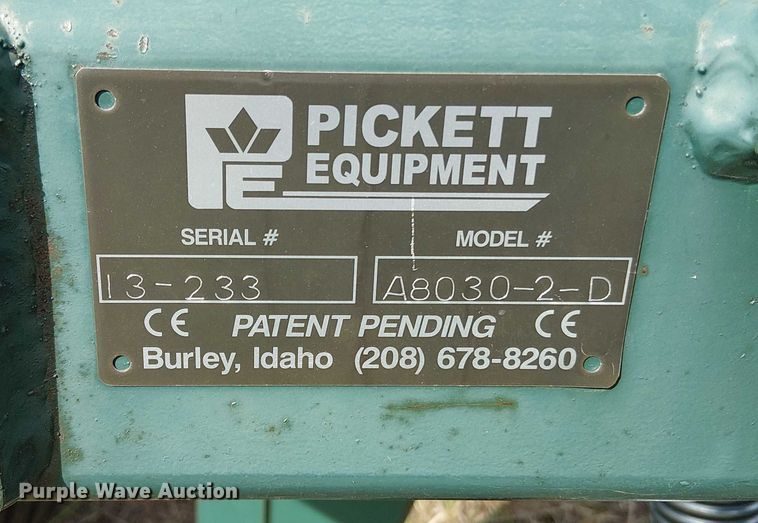 PE
PICKETT
EQUIPMENT
SERIAL # MODEL #
13-233 A8030-2-D
CE PATENT PENDING CE
Burley, Idaho (208) 678-8260
Purple Wave Auction